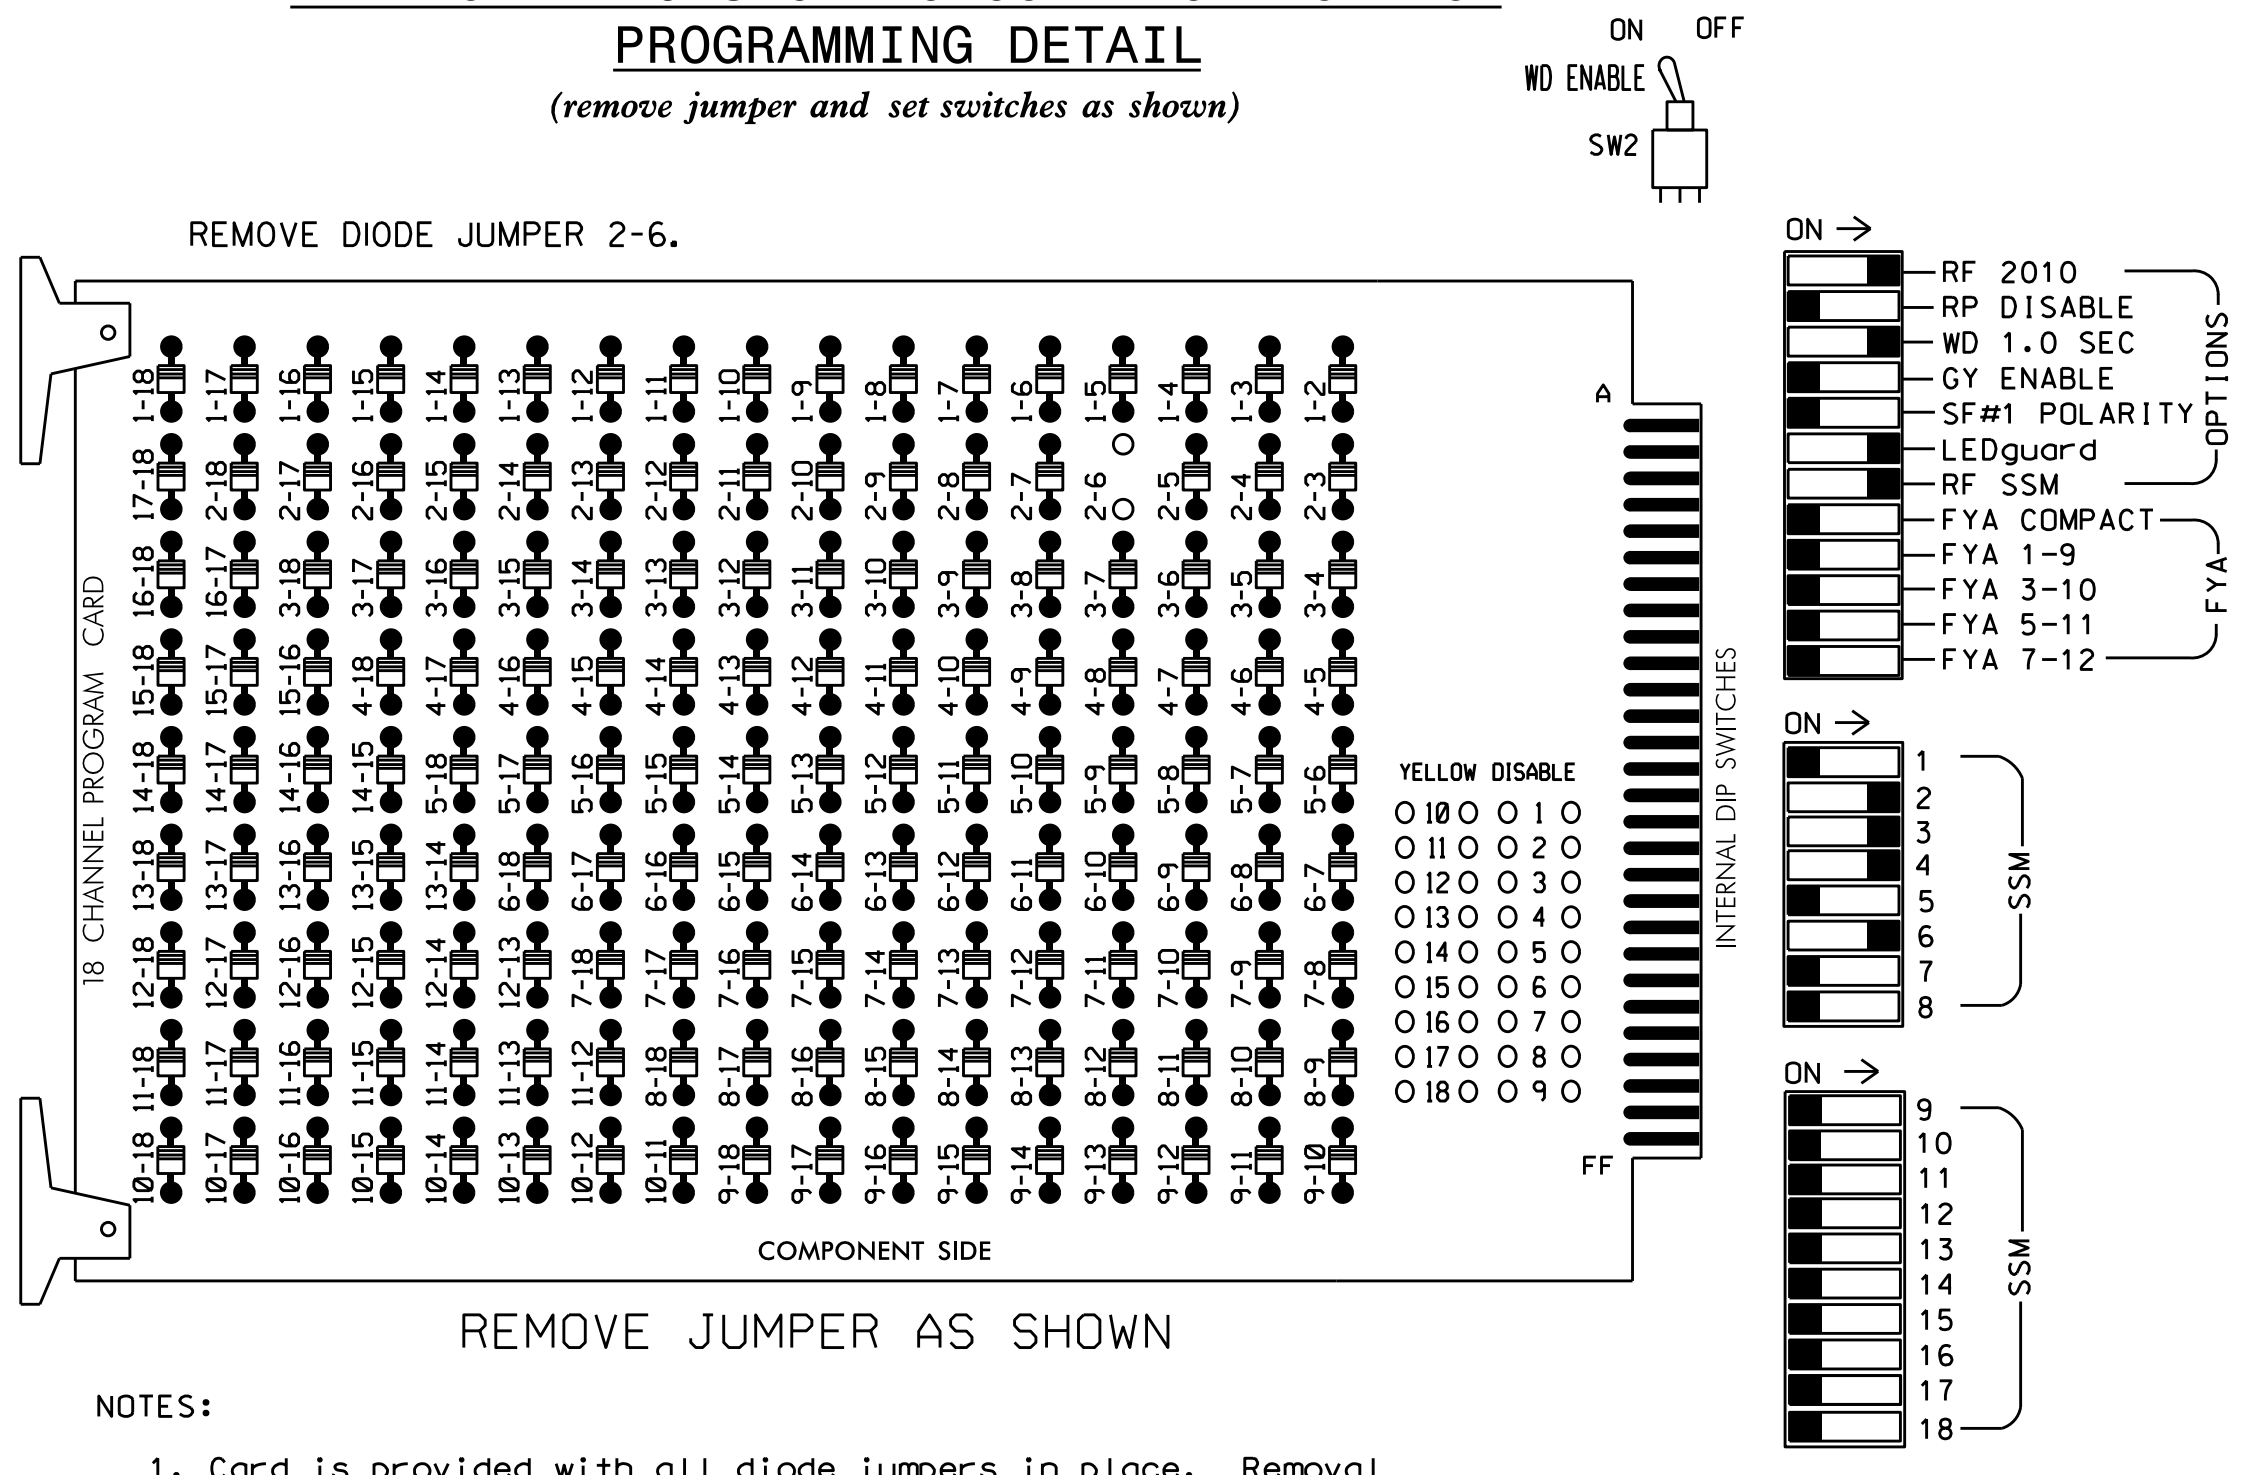 PROGRAMMING DETAIL
(remove jumper and set switches as shown)
ON OFF
WD ENABLE
SW2
REMOVE DIODE JUMPER 2-6.
18 CHANNEL PROGRAM CARD
1-18 1-17 1-16 1-15 1-14 1-13 1-12 1-11 1-10 1-9 1-8 1-7 1-6 1-5 1-4 1-3 1-2
17-18 2-18 2-17 2-16 2-15 2-14 2-13 2-12 2-11 2-10 2-9 2-8 2-7 2-6 2-5 2-4 2-3
16-18 16-17 3-18 3-17 3-16 3-15 3-14 3-13 3-12 3-11 3-10 3-9 3-8 3-7 3-6 3-5 3-4
15-18 15-17 15-16 4-18 4-17 4-16 4-15 4-14 4-13 4-12 4-11 4-10 4-9 4-8 4-7 4-6 4-5
14-18 14-17 14-16 14-15 5-18 5-17 5-16 5-15 5-14 5-13 5-12 5-11 5-10 5-9 5-8 5-7 5-6
13-18 13-17 13-16 13-15 13-14 6-18 6-17 6-16 6-15 6-14 6-13 6-12 6-11 6-10 6-9 6-8 6-7
12-18 12-17 12-16 12-15 12-14 12-13 7-18 7-17 7-16 7-15 7-14 7-13 7-12 7-11 7-10 7-9 7-8
11-18 11-17 11-16 11-15 11-14 11-13 11-12 8-18 8-17 8-16 8-15 8-14 8-13 8-12 8-11 8-10 8-9
10-18 10-17 10-16 10-15 10-14 10-13 10-12 10-11 9-18 9-17 9-16 9-15 9-14 9-13 9-12 9-11 9-10
COMPONENT SIDE
YELLOW DISABLE
10 1
11 2
12 3
13 4
14 5
15 6
16 7
17 8
18 9
A
FF
INTERNAL DIP SWITCHES
ON →
RF 2010
RP DISABLE
WD 1.0 SEC
GY ENABLE
SF#1 POLARITY
LEDguard
RF SSM
OPTIONS
FYA COMPACT
FYA 1-9
FYA 3-10
FYA 5-11
FYA 7-12
FYA
ON →
1
2
3
4
5
6
7
8
SSM
ON →
9
10
11
12
13
14
15
16
17
18
SSM
REMOVE JUMPER AS SHOWN
NOTES:
1. Card is provided with all diode jumpers in place. Removal